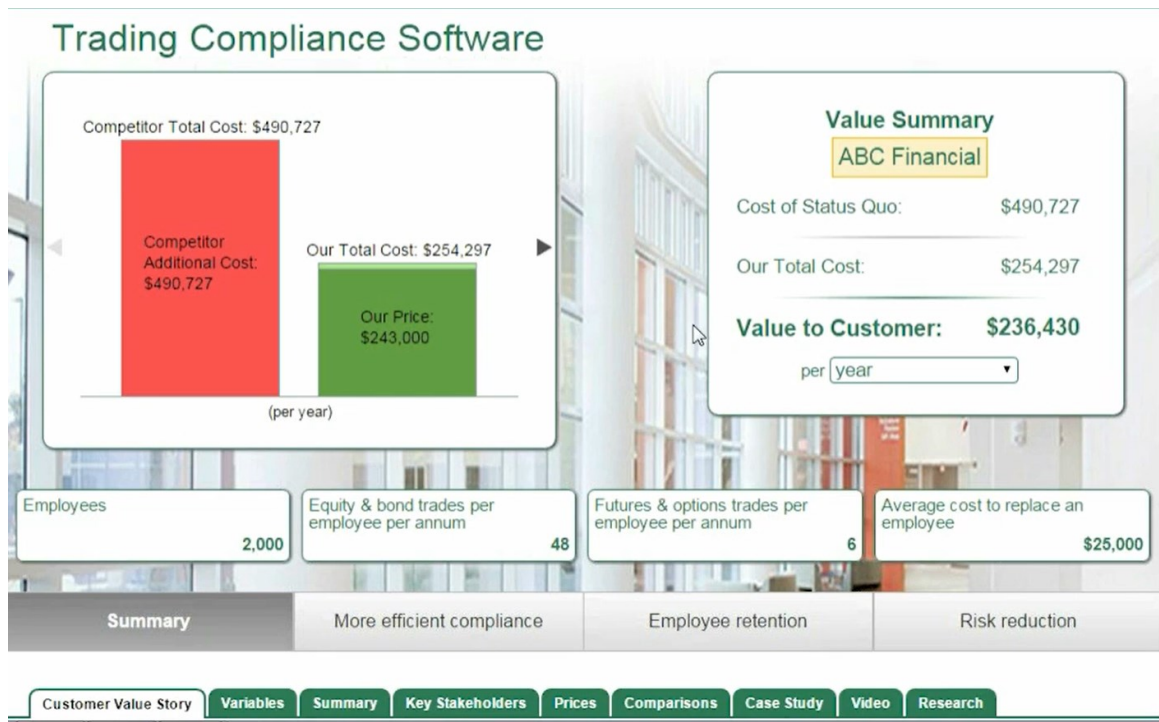 Trading Compliance Software
Competitor Total Cost: $490,727
Competitor
Additional Cost:
$490,727
Our Total Cost: $254,297
Our Price:
$243,000
(per year)
Value Summary
ABC Financial
Cost of Status Quo: $490,727
Our Total Cost: $254,297
Value to Customer: $236,430
per year
Employees
2,000
Equity & bond trades per
employee per annum
48
Futures & options trades per
employee per annum
6
Average cost to replace an
employee
$25,000
Summary More efficient compliance Employee retention Risk reduction
Customer Value Story Variables Summary Key Stakeholders Prices Comparisons Case Study Video Research